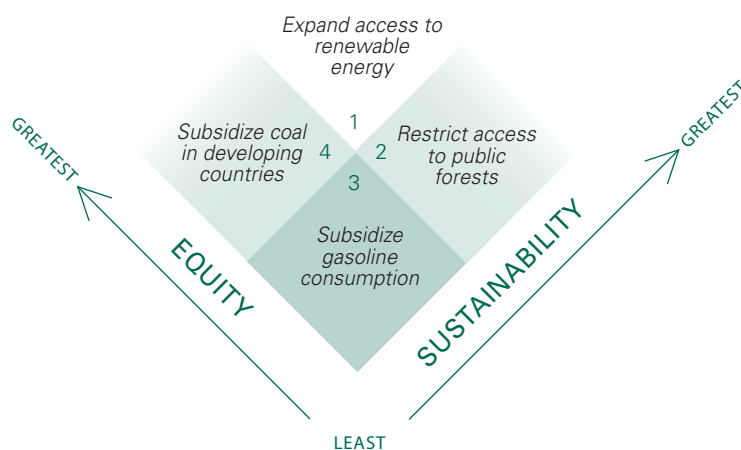 Expand access to
renewable
energy
GREATEST
GREATEST
1
Subsidize coal
in developing
countries
4
2
Restrict access
to public
forests
3
Subsidize
gasoline
consumption
EQUITY
SUSTAINABILITY
LEAST